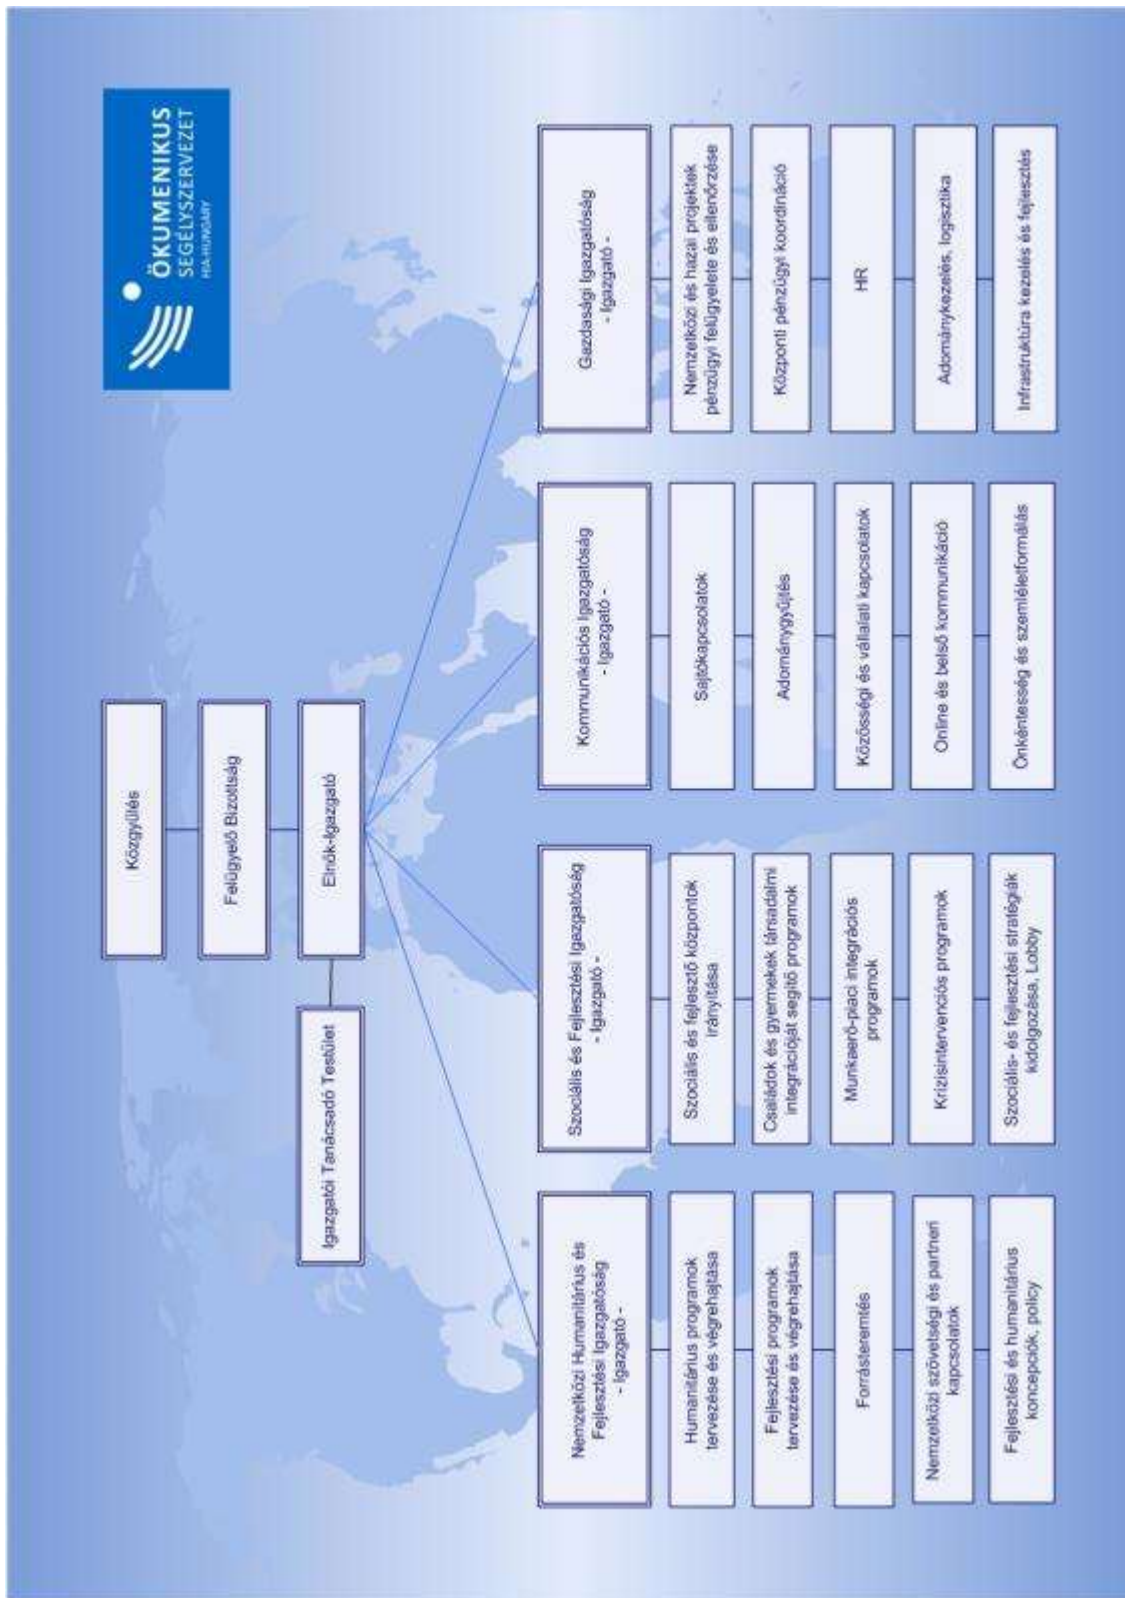 ÖKUMENIKUS
SEGÉLYSZERVEZET
HIA-HUNGARY
Közgyűlés
Felügyelő Bizottság
Elnök-Igazgató
Igazgatói Tanácsadó Testület
Nemzetközi Humanitárius és
Fejlesztési Igazgatóság
- Igazgató -
Humanitárius programok
tervezése és végrehajtása
Fejlesztési programok
tervezése és végrehajtása
Forrásteremtés
Nemzetközi szövetségi és partneri
kapcsolatok
Fejlesztési és humanitárius
koncepciók, policy
Szociális és Fejlesztési Igazgatóság
- Igazgató -
Szociális és fejlesztő központok
irányítása
Családok és gyermekek társadalmi
integrációját segítő programok
Munkaerő-piaci integrációs
programok
Krízisintervenciós programok
Szociális- és fejlesztési stratégiák
kidolgozása, Lobby
Kommunikációs Igazgatóság
- Igazgató -
Sajtókapcsolatok
Adománygyűjtés
Közösségi és vállalati kapcsolatok
Online és belső kommunikáció
Önkéntesség és szemléletformálás
Gazdasági Igazgatóság
- Igazgató -
Nemzetközi és hazai projektek
pénzügyi felügyelete és ellenőrzése
Központi pénzügyi koordináció
HR
Adománykezelés, logisztika
Infrastruktúra kezelés és fejlesztés